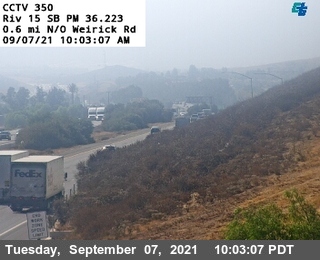 CCTV 350
Riv 15 SB PM 36.223
0.6 mi N/O Weirick Rd
09/07/21 10:03:07 AM
FedEx
Tuesday, September 07, 2021 10:03:07 PDT